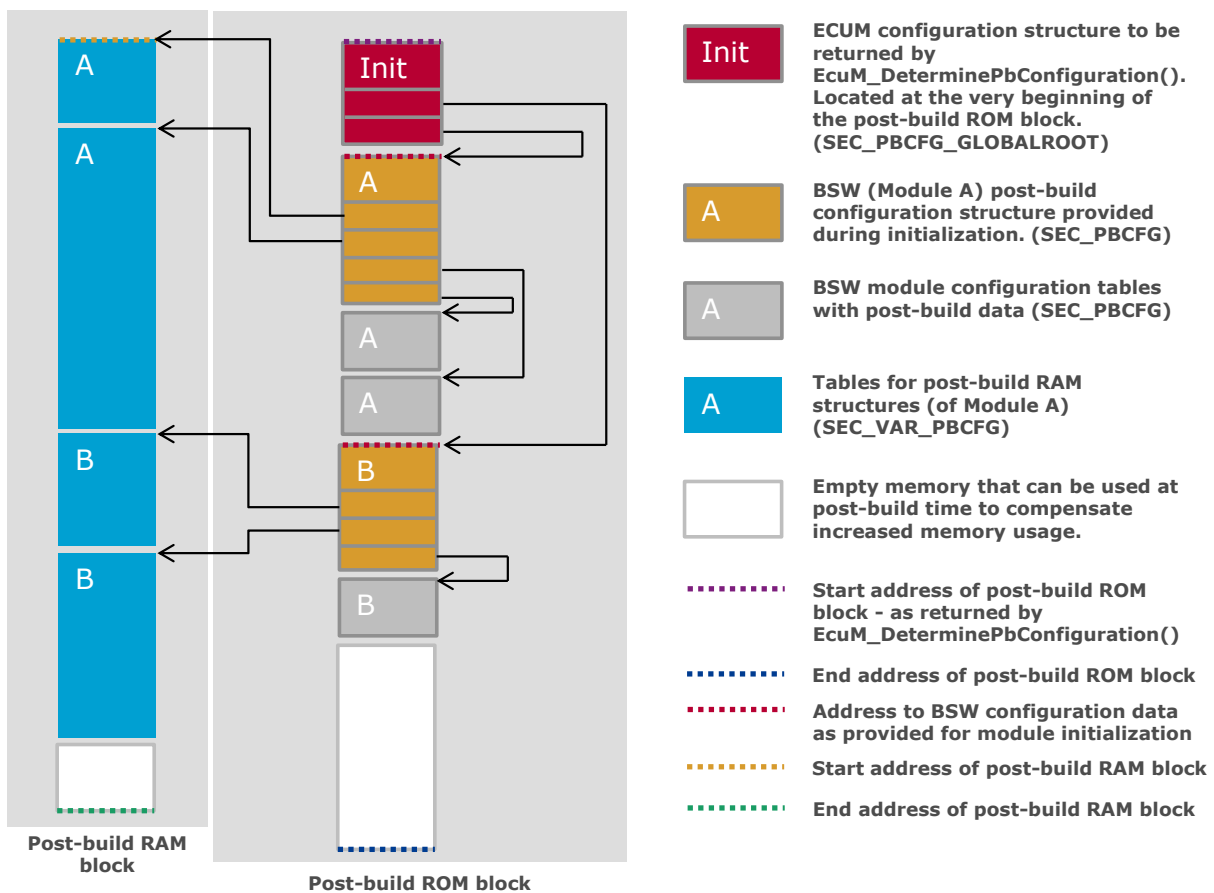 A
A
B
B
Post-build RAM
block
Init
A
A
A
B
B
Post-build ROM block
Init
ECUM configuration structure to be
returned by
EcuM_DeterminePbConfiguration().
Located at the very beginning of
the post-build ROM block.
(SEC_PBCFG_GLOBALROOT)
A
BSW (Module A) post-build
configuration structure provided
during initialization. (SEC_PBCFG)
A
BSW module configuration tables
with post-build data (SEC_PBCFG)
A
Tables for post-build RAM
structures (of Module A)
(SEC_VAR_PBCFG)
Empty memory that can be used at
post-build time to compensate
increased memory usage.
Start address of post-build ROM
block - as returned by
EcuM_DeterminePbConfiguration()
End address of post-build ROM block
Address to BSW configuration data
as provided for module initialization
Start address of post-build RAM block
End address of post-build RAM block